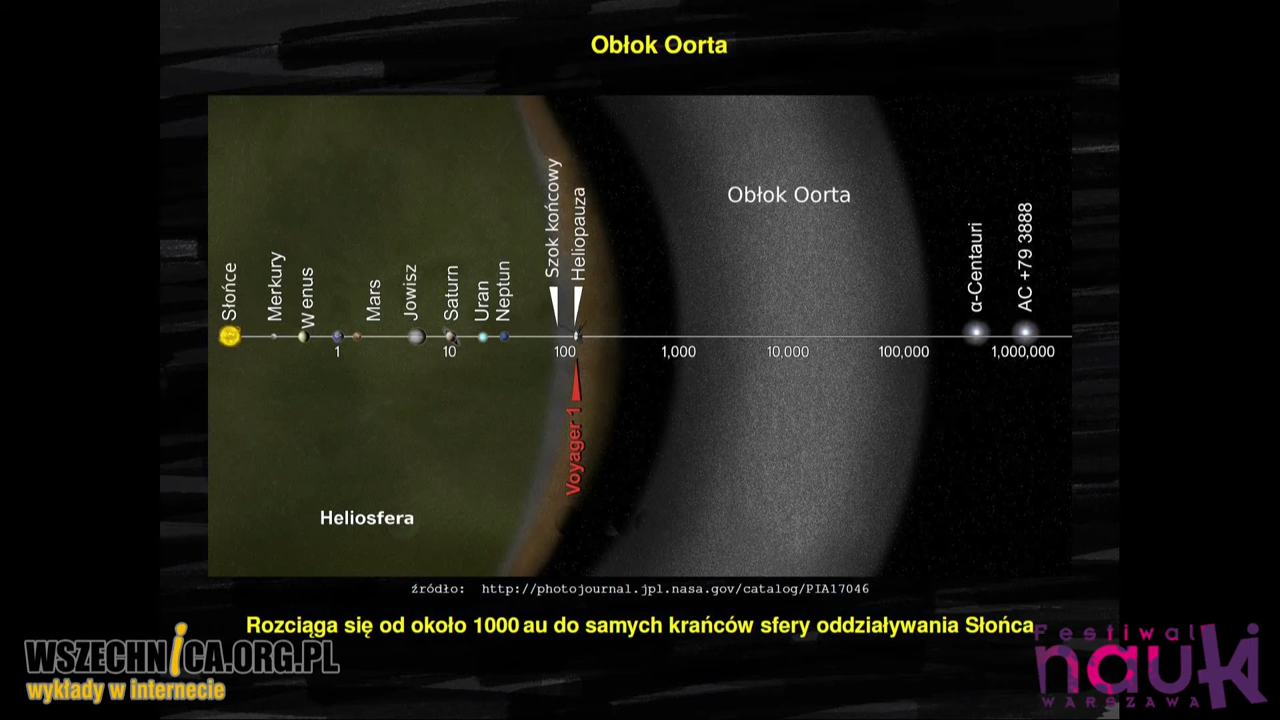 Obłok Oorta
Obłok Oorta
Słońce
Merkury
W enus
Mars
Jowisz
Saturn
Uran
Neptun
Szok końcowy
Heliopauza
α-Centauri
AC +79 3888
1
10
100
1,000
10,000
100,000
1,000,000
Voyager 1
Heliosfera
źródło: http://photojournal.jpl.nasa.gov/catalog/PIA17046
Rozciąga się od około 1000 au do samych krańców sfery oddziaływania Słońca
WSZECHNiCA.ORG.PL
wykłady w internecie
Festiwal
nauki
WARSZAWA